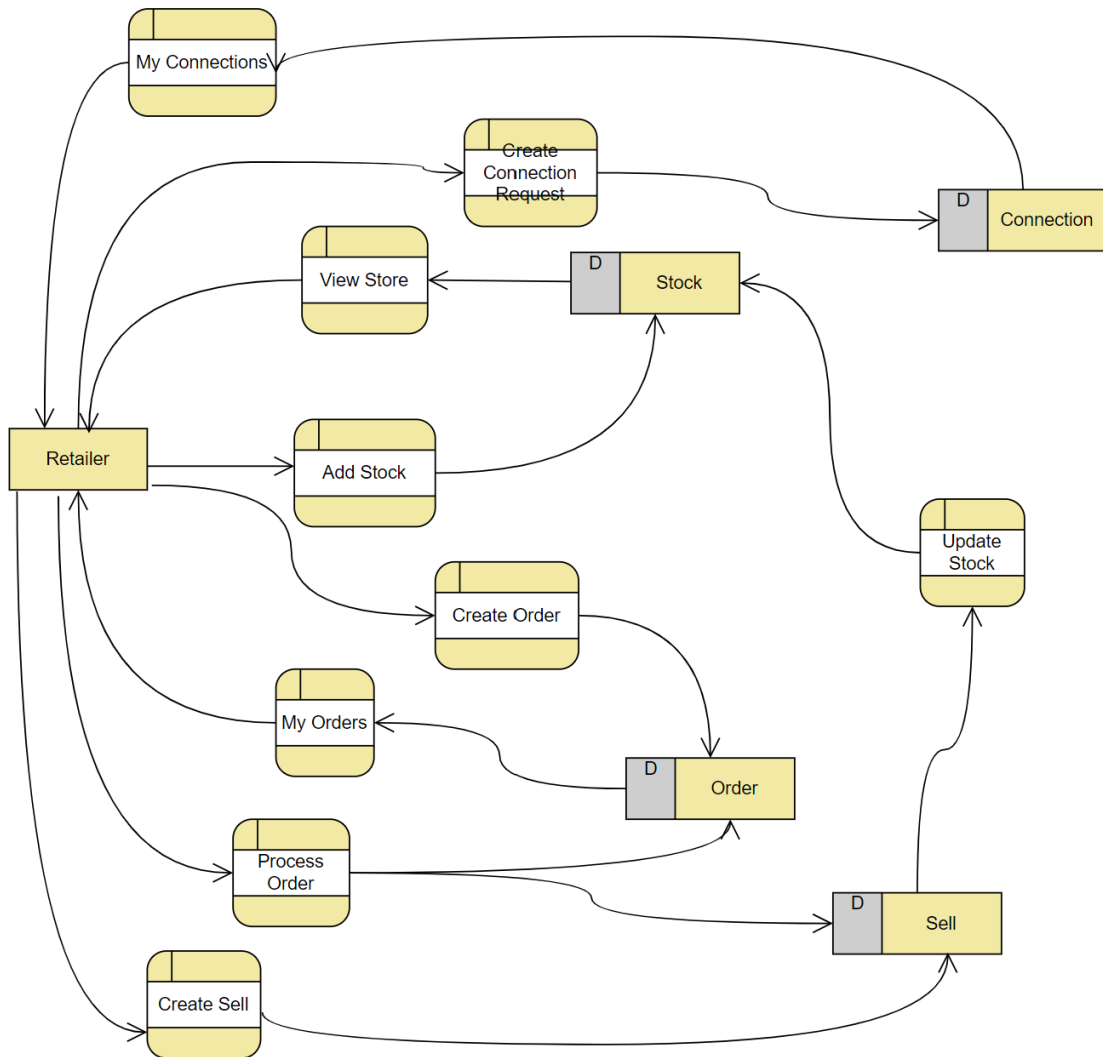 My Connections
Create
Connection
Request
D
Connection
View Store
D
Stock
Retailer
Add Stock
Update
Stock
Create Order
My Orders
D
Order
Process
Order
D
Sell
Create Sell